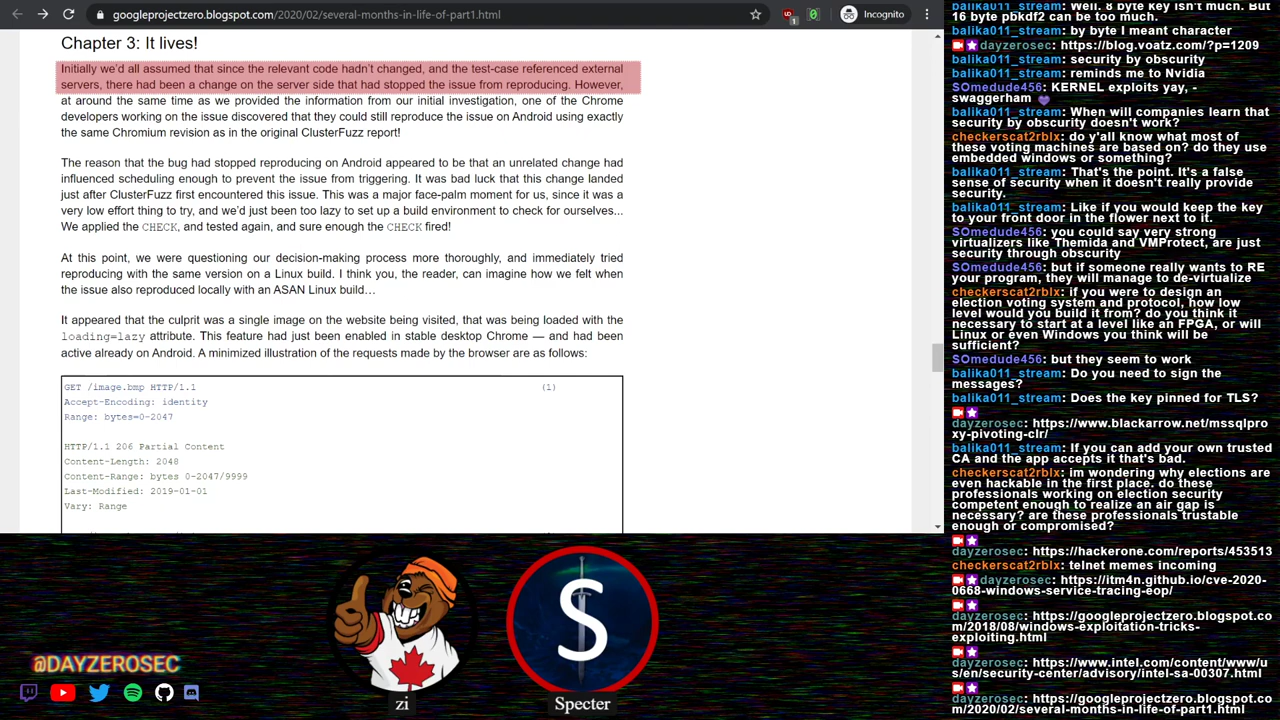 googleprojectzero.blogspot.com/2020/02/several-months-in-life-of-part1.html
1
Incognito
Chapter 3: It lives!
Initially we'd all assumed that since the relevant code hadn't changed, and the test-case referenced external
servers, there had been a change on the server side that had stopped the issue from reproducing. However,
at around the same time as we provided the information from our initial investigation, one of the Chrome
developers working on the issue discovered that they could still reproduce the issue on Android using exactly
the same Chromium revision as in the original ClusterFuzz report!
The reason that the bug had stopped reproducing on Android appeared to be that an unrelated change had
influenced scheduling enough to prevent the issue from triggering. It was bad luck that this change landed
just after ClusterFuzz first encountered this issue. This was a major face-palm moment for us, since it was a
very low effort thing to try, and we'd just been too lazy to set up a build environment to check for ourselves...
We applied the CHECK, and tested again, and sure enough the CHECK fired!
At this point, we were questioning our decision-making process more thoroughly, and immediately tried
reproducing with the same version on a Linux build. I think you, the reader, can imagine how we felt when
the issue also reproduced locally with an ASAN Linux build…
It appeared that the culprit was a single image on the website being visited, that was being loaded with the
loading=lazy attribute. This feature had just been enabled in stable desktop Chrome — and had been
active already on Android. A minimized illustration of the requests made by the browser are as follows:
GET /image.bmp HTTP/1.1 (1)
Accept-Encoding: identity
Range: bytes=0-2047
HTTP/1.1 206 Partial Content
Content-Length: 2048
Content-Range: bytes 0-2047/9999
Last-Modified: 2019-01-01
Vary: Range
@DAYZEROSEC
zi
S
Specter
balika011_stream: Well. 8 byte key isn't much. But
16 byte pbkdf2 can be too much.
balika011_stream: by byte I meant character
dayzerosec: https://blog.voatz.com/?p=1209
balika011_stream: security by obscurity
balika011_stream: reminds me to Nvidia
SOmedude456: KERNEL exploits yay, -
swaggerham
balika011_stream: When will companies learn that
security by obscurity doesn't work?
checkerscat2rblx: do y'all know what most of
these voting machines are based on? do they use
embedded windows or something?
balika011_stream: That's the point. It's a false
sense of security when it doesn't really provide
security.
balika011_stream: Like if you would keep the key
to your front door in the flower next to it.
SOmedude456: you could say very strong
virtualizers like Themida and VMProtect, are just
security through obscurity
SOmedude456: but if someone really wants to RE
your program, they will manage to de-virtualize
checkerscat2rblx: if you were to design an
election voting system and protocol, how low
level would you build it from? do you think it
necessary to start at a level like an FPGA, or will
Linux or even Windows you think will be
sufficient?
SOmedude456: but they seem to work
balika011_stream: Do you need to sign the
messages?
balika011_stream: Does the key pinned for TLS?
dayzerosec: https://www.blackarrow.net/mssqlpro
xy-pivoting-clr/
balika011_stream: If you can add your own trusted
CA and the app accepts it that's bad.
checkerscat2rblx: im wondering why elections are
even hackable in the first place. do these
professionals working on election security
competent enough to realize an air gap is
necessary? are these professionals trustable
enough or compromised?
dayzerosec: https://hackerone.com/reports/453513
checkerscat2rblx: telnet memes incoming
dayzerosec: https://itm4n.github.io/cve-2020-
0668-windows-service-tracing-eop/
dayzerosec: https://googleprojectzero.blogspot.co
m/2018/08/windows-exploitation-tricks-
exploiting.html
dayzerosec: https://www.intel.com/content/www/u
s/en/security-center/advisory/intel-sa-00307.html
dayzerosec: https://googleprojectzero.blogspot.co
m/2020/02/several-months-in-life-of-part1.html